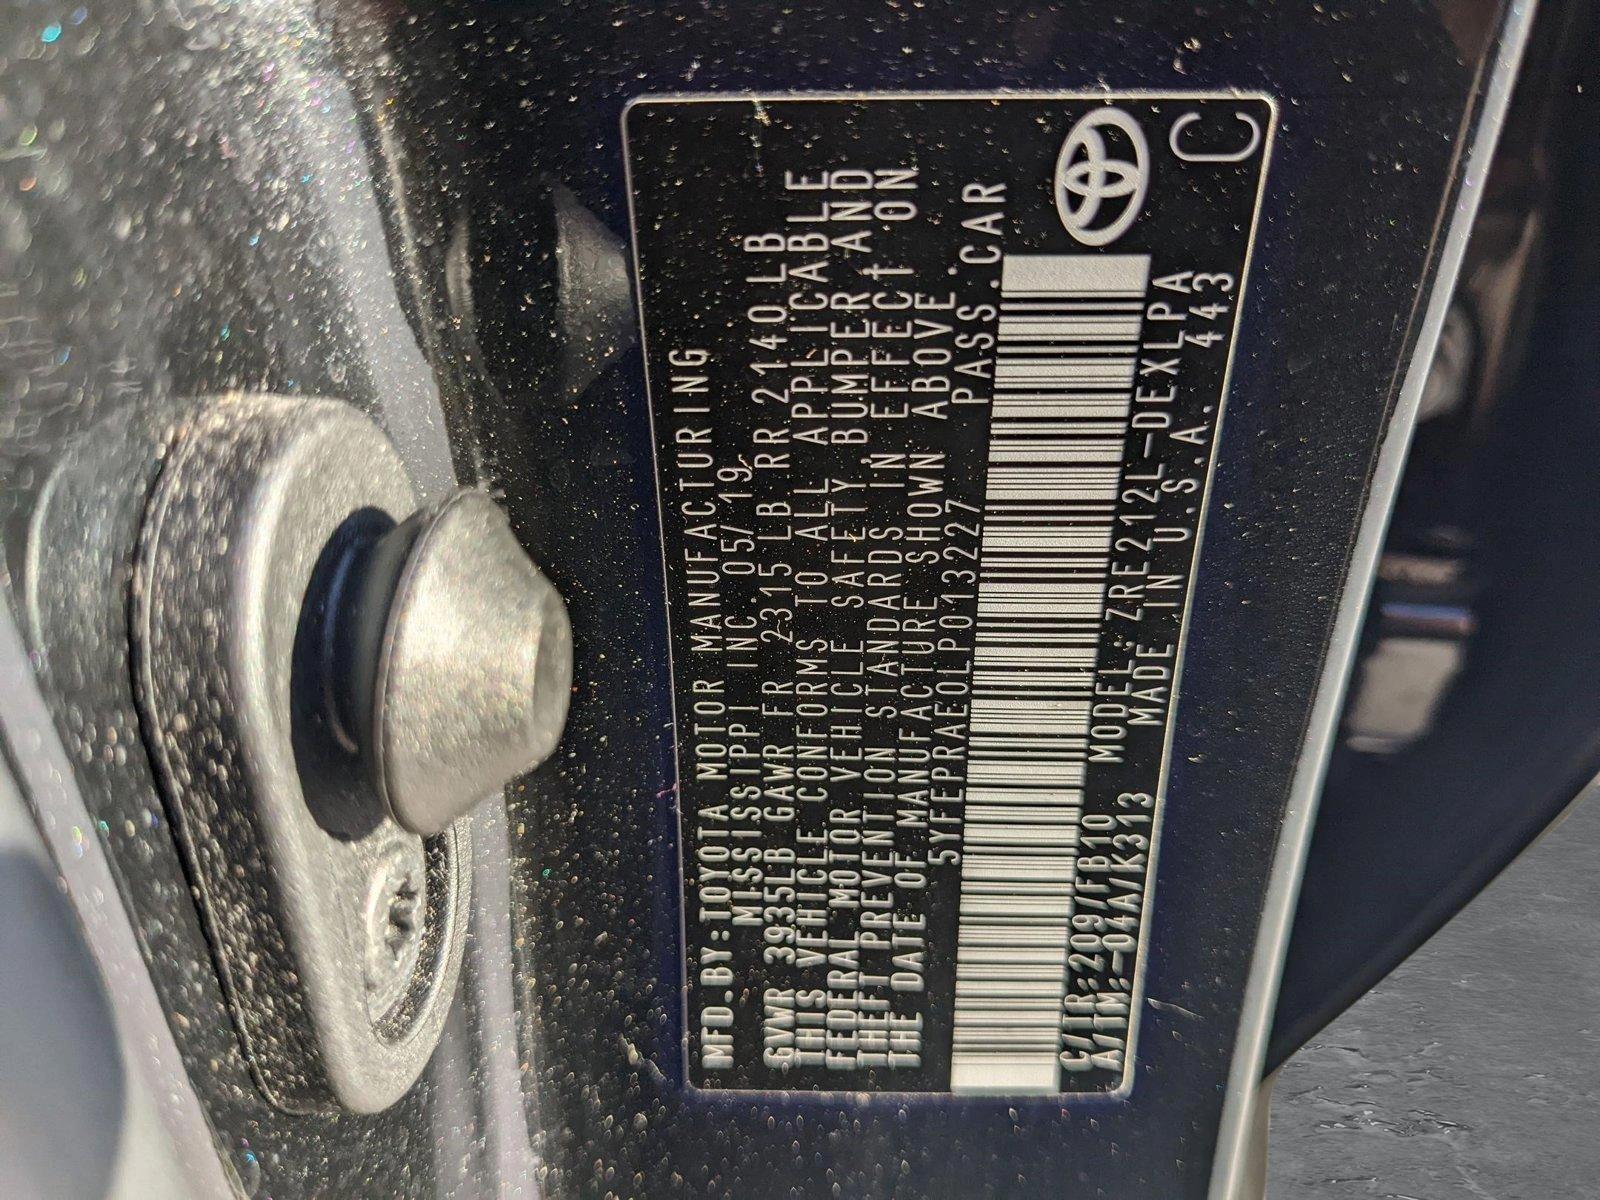 MFD.BY:TOYOTA MOTOR MANUFACTURING
MISSISSIPPI INC. 05/19
GVWR 3935LB GAWR FR 2315LB RR 2140LB
THIS VEHICLE CONFORMS TO ALL APPLICABLE
FEDERAL MOTOR VEHICLE SAFETY, BUMPER AND
THEFT PREVENTION STANDARDS IN EFFECT ON
THE DATE OF MANUFACTURE SHOWN ABOVE.
5YFEPRAE0LP013227 PASS.CAR
C/TR:209/FB10 MODEL:ZRE212L-DEXLPA
A/TM:-04A/K313 MADE IN U.S.A. 443
C